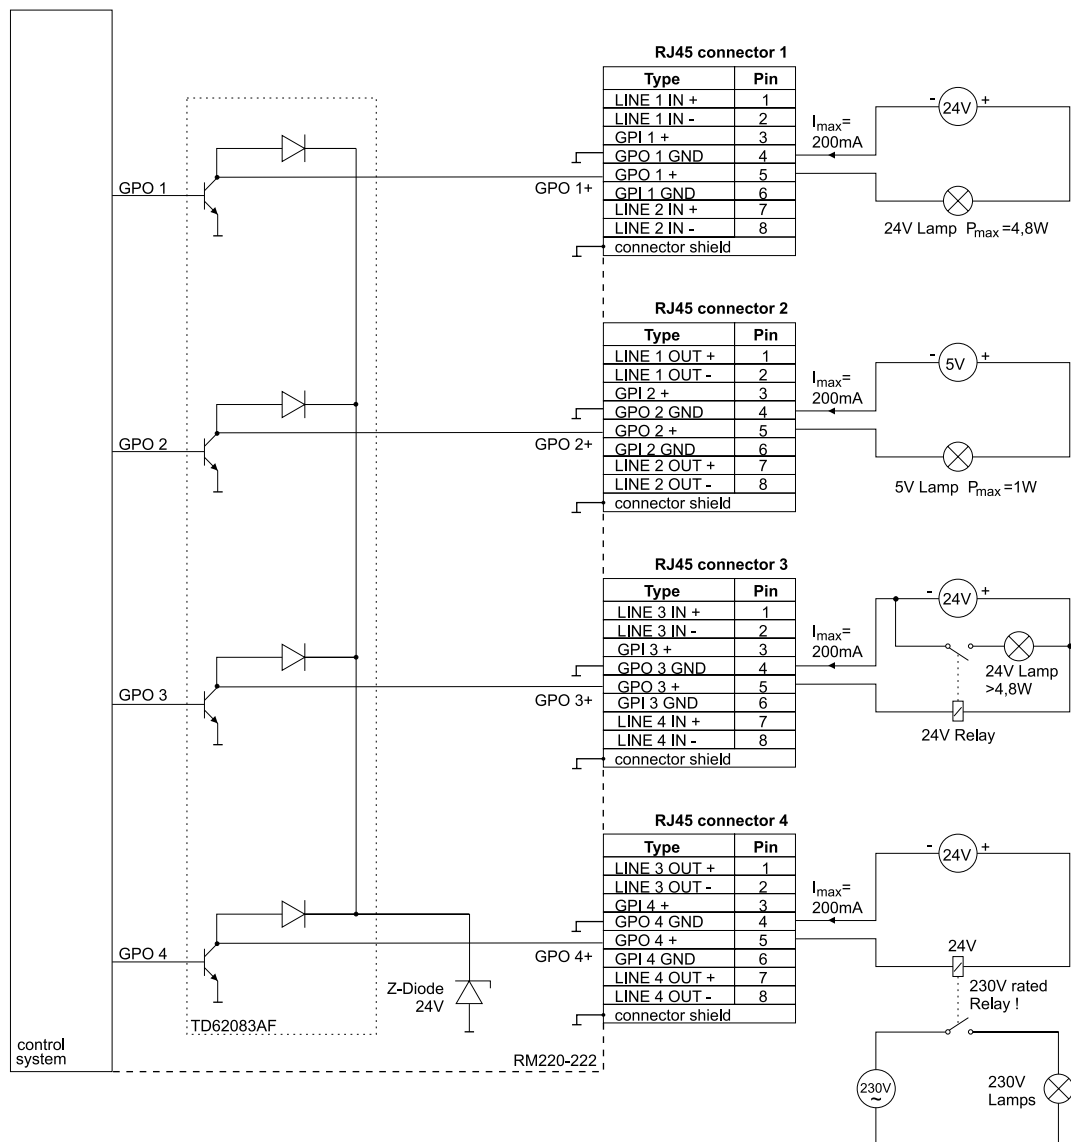 RJ45 connector 1
Type Pin
LINE 1 IN + 1
LINE 1 IN - 2
GPI 1 + 3
GPO 1 GND 4
GPO 1 + 5
GPI 1 GND 6
LINE 2 IN + 7
LINE 2 IN - 8
connector shield
GPO 1
GPO 1+
Imax=
200mA
- 24V +
24V Lamp Pmax=4,8W
RJ45 connector 2
Type Pin
LINE 1 OUT + 1
LINE 1 OUT - 2
GPI 2 + 3
GPO 2 GND 4
GPO 2 + 5
GPI 2 GND 6
LINE 2 OUT + 7
LINE 2 OUT - 8
connector shield
GPO 2
GPO 2+
Imax=
200mA
- 5V +
5V Lamp Pmax=1W
RJ45 connector 3
Type Pin
LINE 3 IN + 1
LINE 3 IN - 2
GPI 3 + 3
GPO 3 GND 4
GPO 3 + 5
GPI 3 GND 6
LINE 4 IN + 7
LINE 4 IN - 8
connector shield
GPO 3
GPO 3+
Imax=
200mA
- 24V +
24V Lamp
>4,8W
24V Relay
RJ45 connector 4
Type Pin
LINE 3 OUT + 1
LINE 3 OUT - 2
GPI 4 + 3
GPO 4 GND 4
GPO 4 + 5
GPI 4 GND 6
LINE 4 OUT + 7
LINE 4 OUT - 8
connector shield
GPO 4
GPO 4+
Imax=
200mA
- 24V +
24V
230V rated
Relay !
Z-Diode
24V
TD62083AF
control
system
RM220-222
230V
~
230V
Lamps